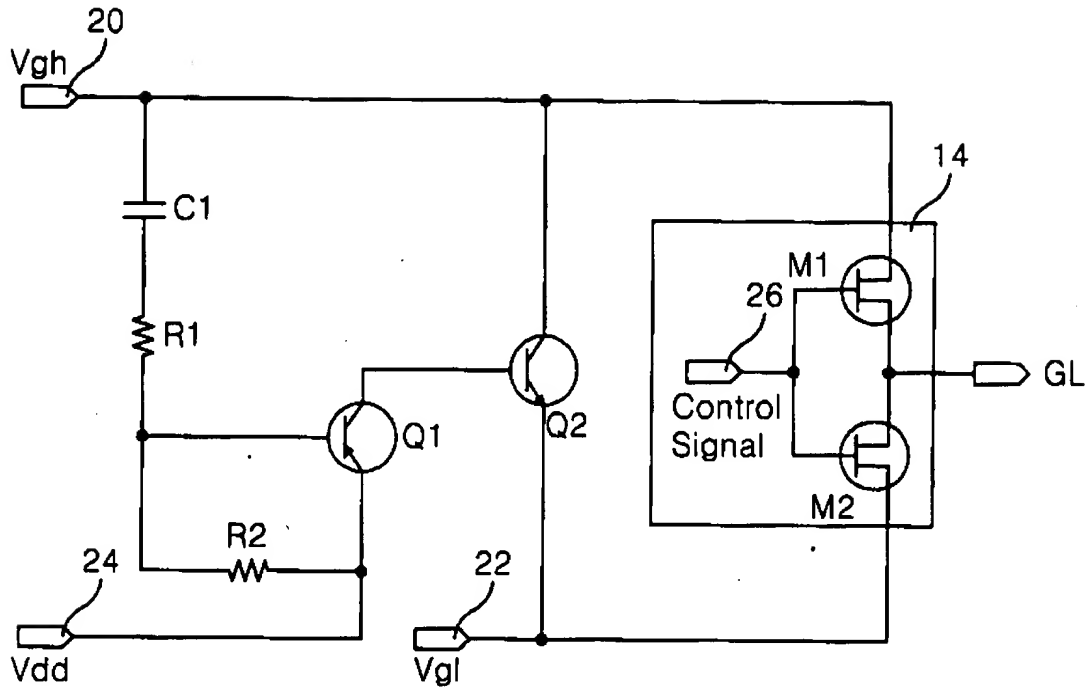 20
Vgh
14
C1
M1
26
R1
GL
Control
Signal
Q1
Q2
M2
R2
24
22
Vdd
Vgl